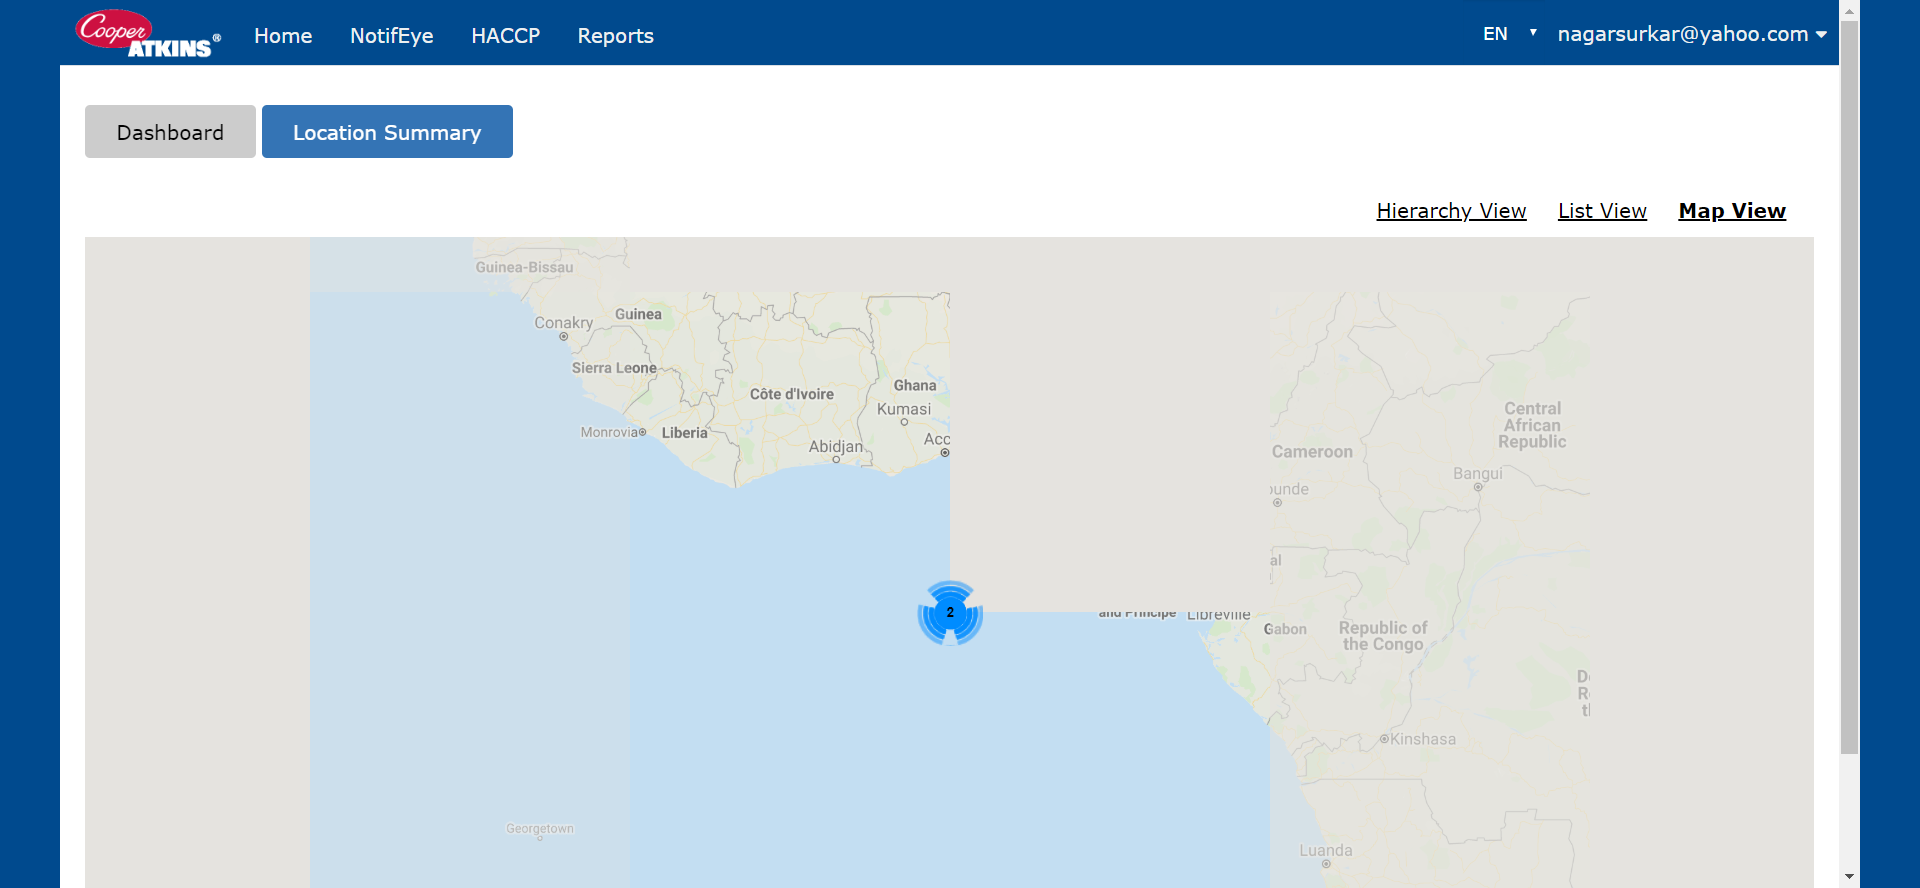 Cooper
ATKINS®
Home
NotifEye
HACCP
Reports
EN
nagarsurkar@yahoo.com
Dashboard
Location Summary
Hierarchy View
List View
Map View
Guinea-Bissau
Conakry
Guinea
Sierra Leone
Côte d'Ivoire
Ghana
Kumasi
Monrovia
Liberia
Abidjan
Acc
Central
African
Republic
Cameroon
Bangui
ounde
al
2
and Principe
Libreville
Gabon
Republic of
the Congo
D
R
t
Kinshasa
Georgetown
Luanda